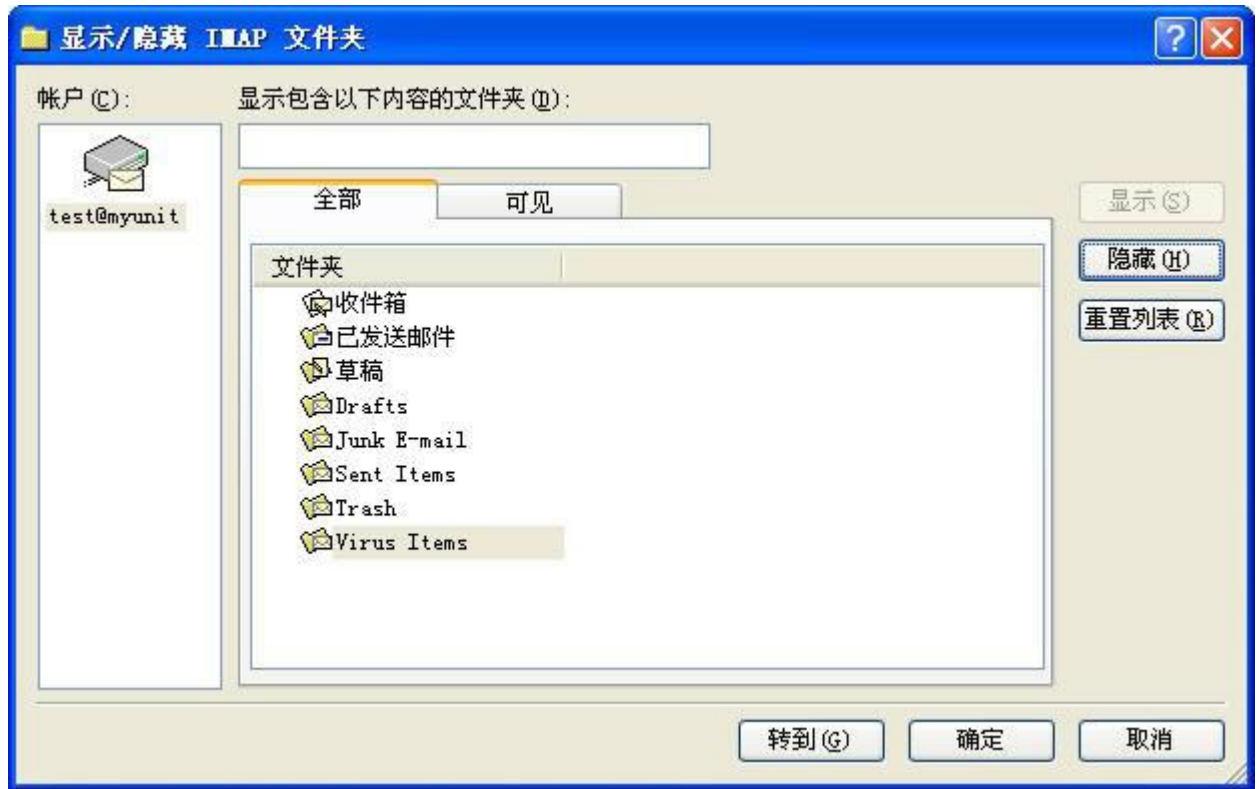 显示/隐藏 IMAP 文件夹
帐户(C):
显示包含以下内容的文件夹(D):
test@myunit
全部
可见
显示(S)
文件夹
隐藏(H)
收件箱
重置列表(R)
已发送邮件
草稿
Drafts
Junk E-mail
Sent Items
Trash
Virus Items
转到(G)
确定
取消